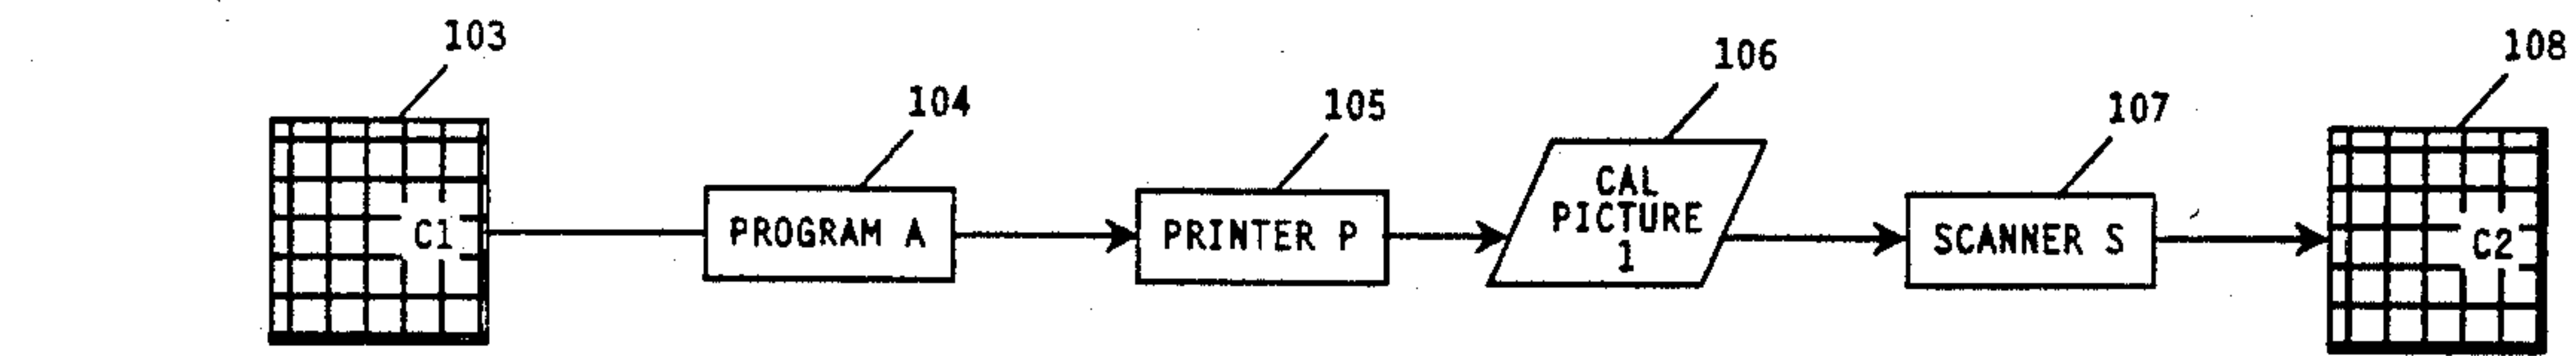 103
104
105
106
107
108
C1
PROGRAM A
PRINTER P
CAL
PICTURE
1
SCANNER S
C2